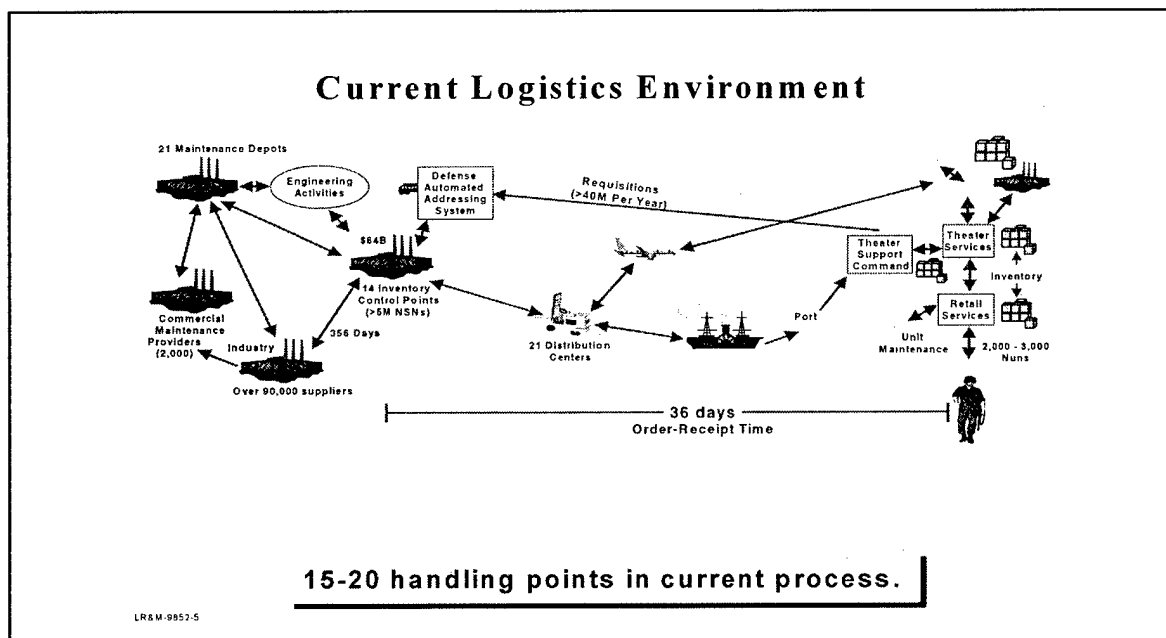 Current Logistics Environment
21 Maintenance Depots
Engineering
Activities
Defense
Automated
Addressing
System
Requisitions
(>40M Per Year)
$64B
14 Inventory
Control Points
(>5M NSNs)
Commercial
Maintenance
Providers
(2,000)
Industry
356 Days
Over 90,000 suppliers
21 Distribution
Centers
Port
Theater
Support
Command
Theater
Services
Inventory
Retail
Services
Unit
Maintenance
2,000 - 3,000
Nuns
36 days
Order-Receipt Time
15-20 handling points in current process.
LR&M-9852-5